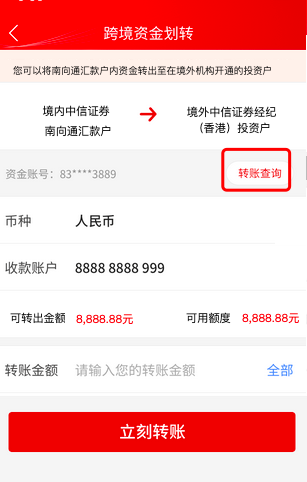 跨境资金划转
您可以将南向通汇款户内资金转出至在境外机构开通的投资户
境内中信证券
南向通汇款户
境外中信证券经纪
（香港）投资户
资金账号：83****3889
转账查询
币种 人民币
收款账户 8888 8888 999
可转出金额 8,888.88元 可用额度 8,888.88元
转账金额 请输入您的转账金额 全部
立刻转账